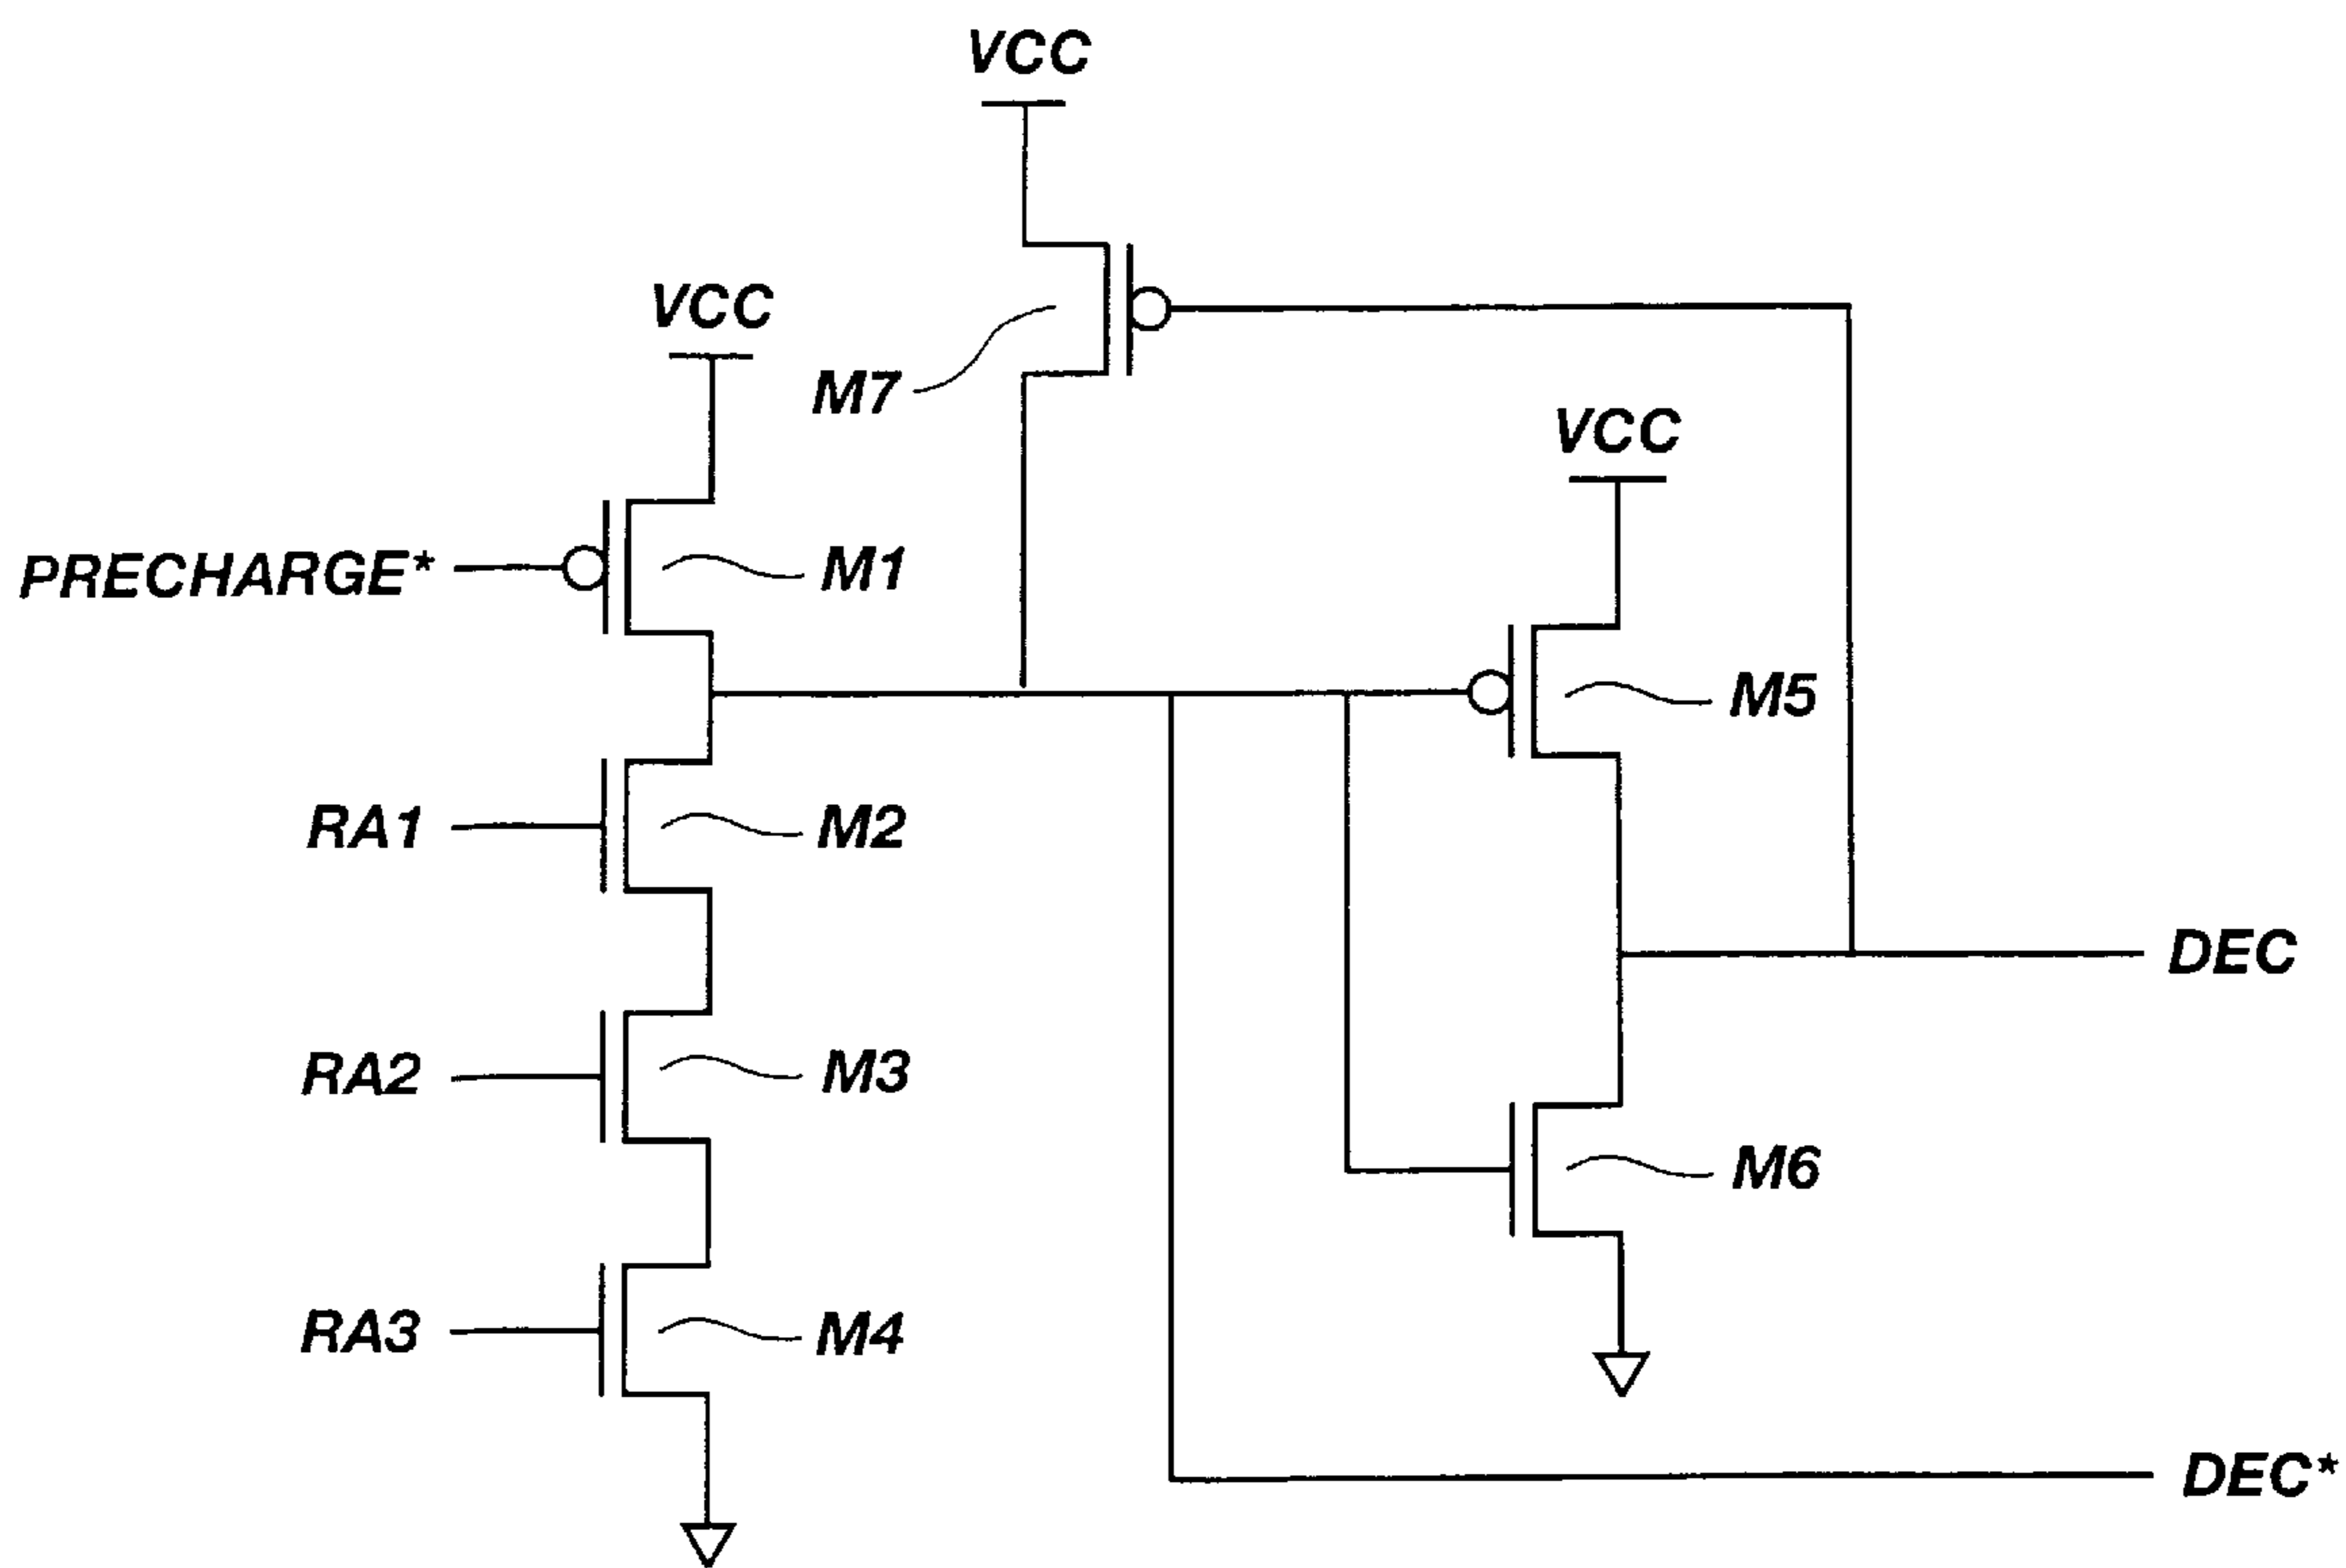 VCC
VCC
M7
VCC
PRECHARGE*
M1
M5
RA1
M2
DEC
RA2
M3
M6
RA3
M4
DEC*